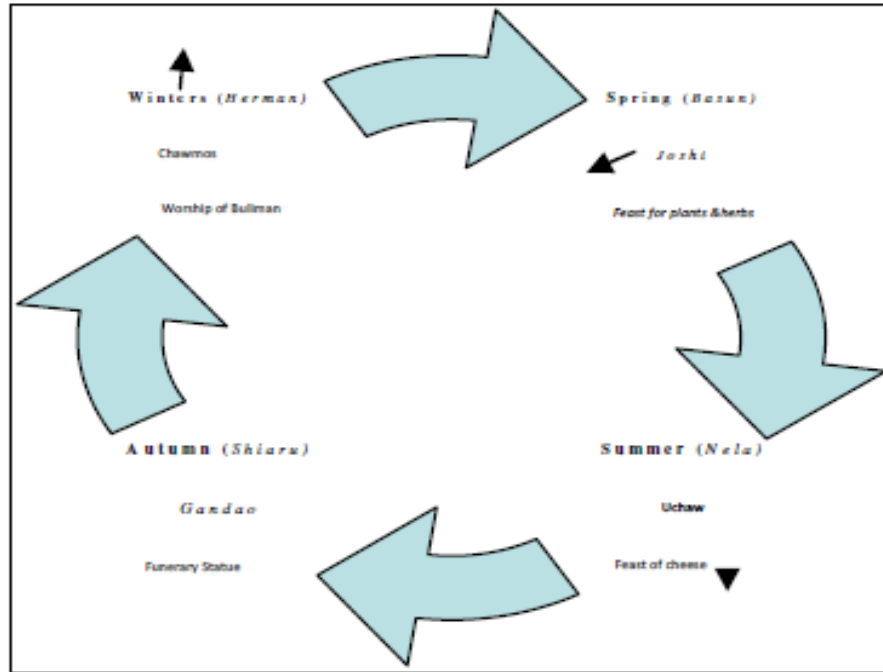 Winters (Herman)
Chawmos
Worship of Buliman
Spring (Basun)
Joshi
Feast for plants &herbs
Summer (Nela)
Uchaw
Feast of cheese
Autumn (Shiaru)
Gandao
Funerary Statue